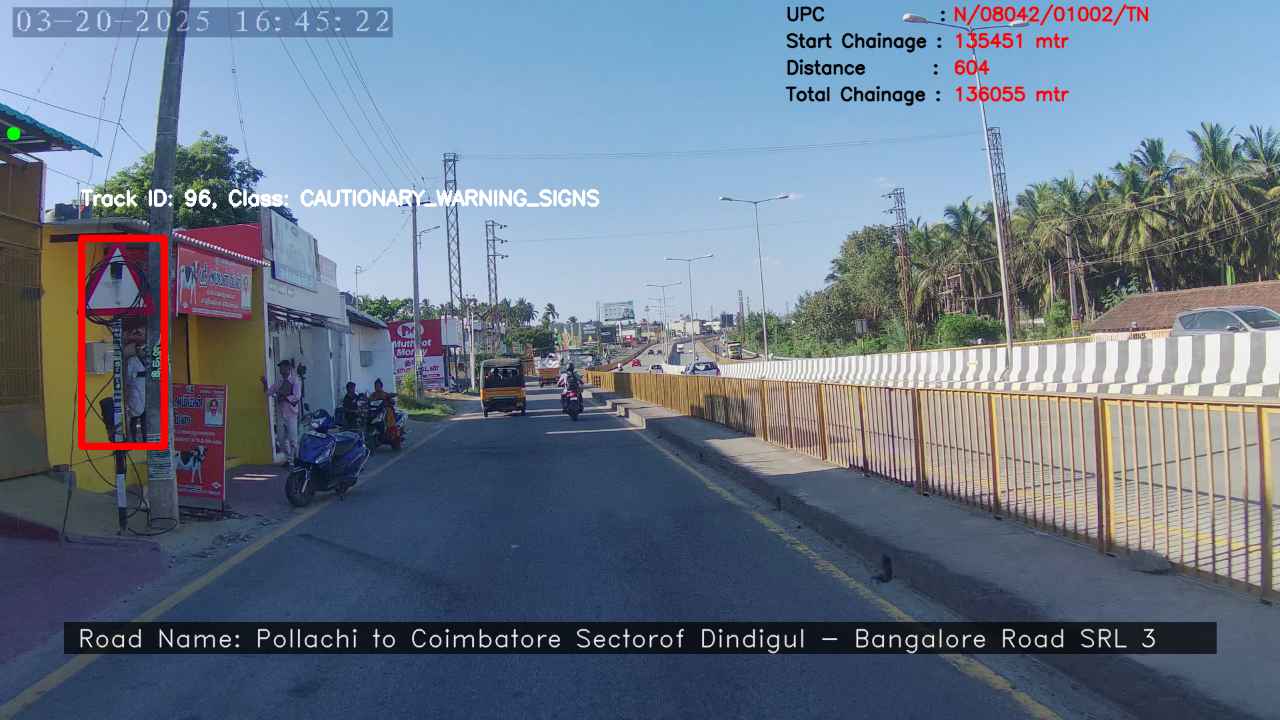 03-20-2025 16:45:22
UPC : N/08042/01002/TN
Start Chainage : 135451 mtr
Distance : 604
Total Chainage : 136055 mtr
Track ID: 96, Class: CAUTIONARY_WARNING_SIGNS
Muthoot
Money
Road Name: Pollachi to Coimbatore Sectorof Dindigul - Bangalore Road SRL 3